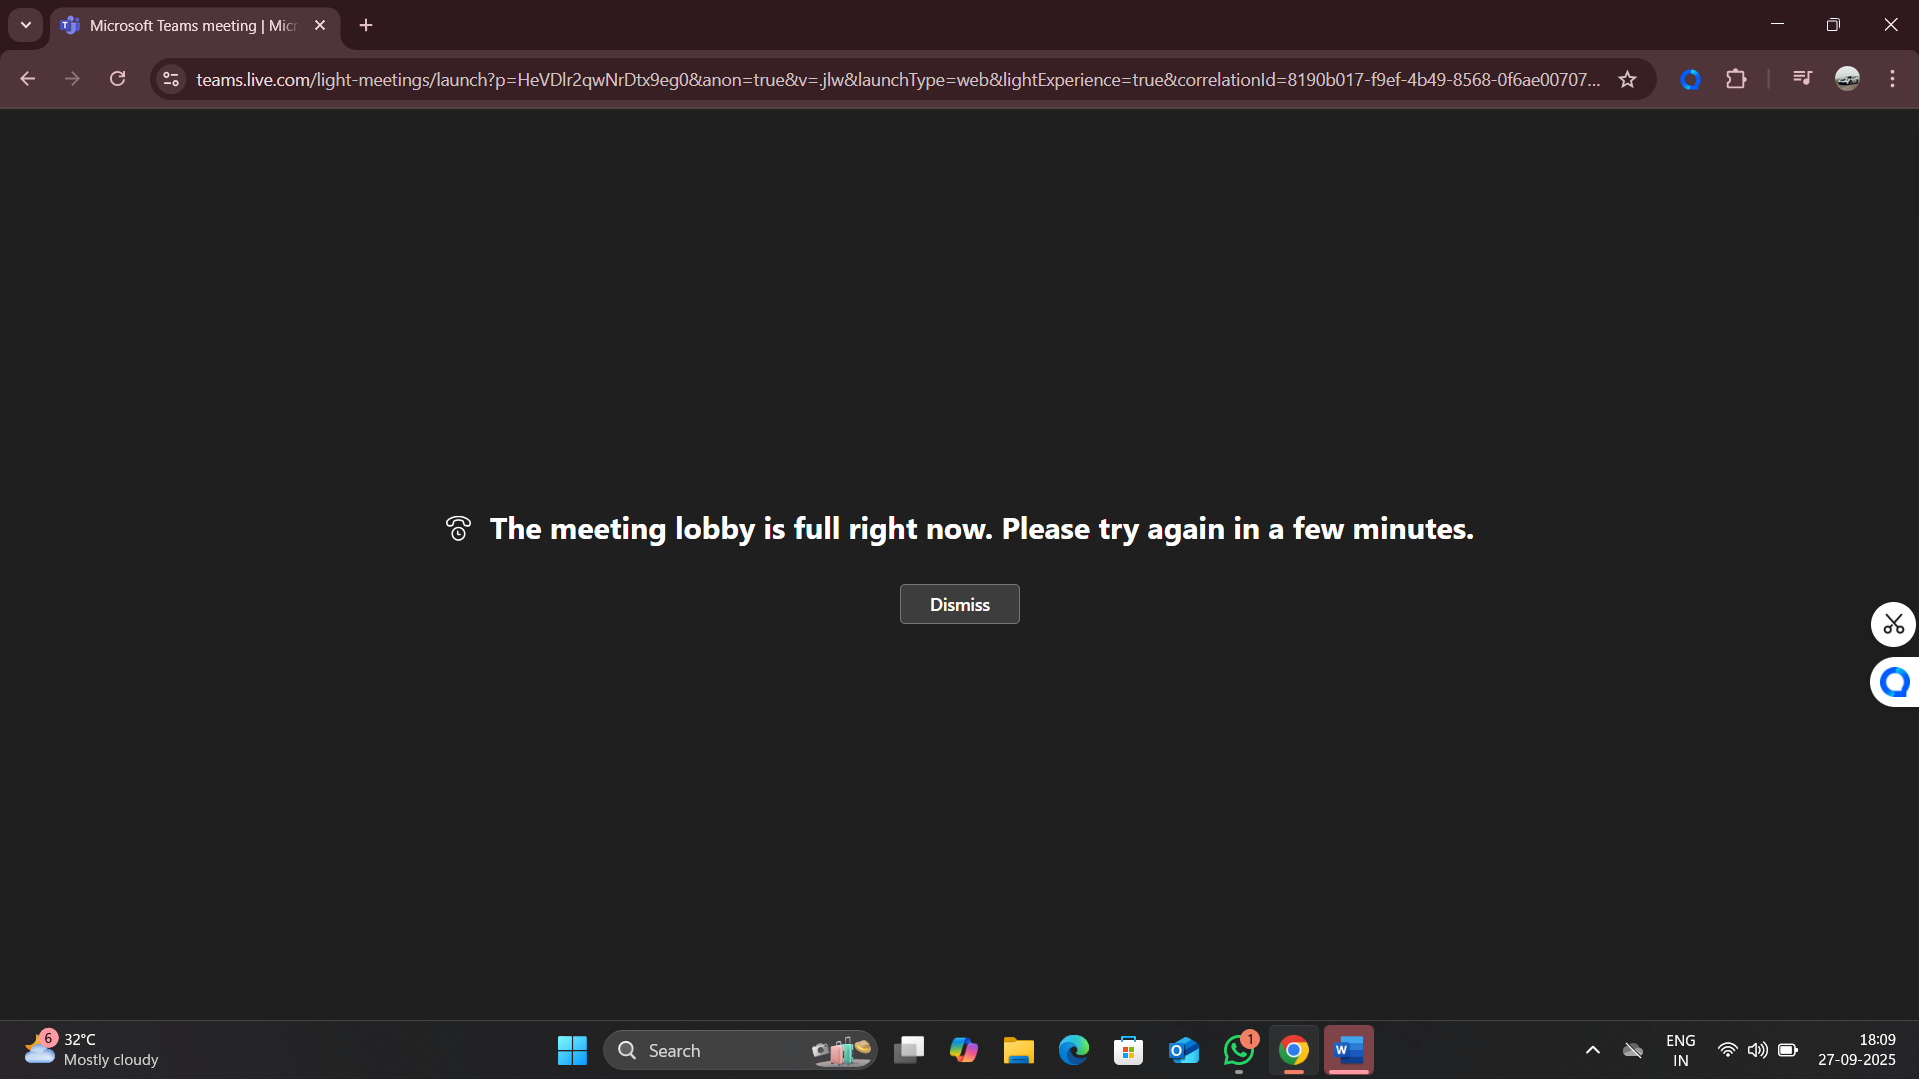 Microsoft Teams meeting | Micr
teams.live.com/light-meetings/launch?p=HeVDlr2qwNrDtx9eg0&anon=true&v=.jlw&launchType=web&lightExperience=true&correlationId=8190b017-f9ef-4b49-8568-0f6ae00707...
The meeting lobby is full right now. Please try again in a few minutes.
Dismiss
6
32°C
Mostly cloudy
Search
1
ENG
IN
18:09
27-09-2025